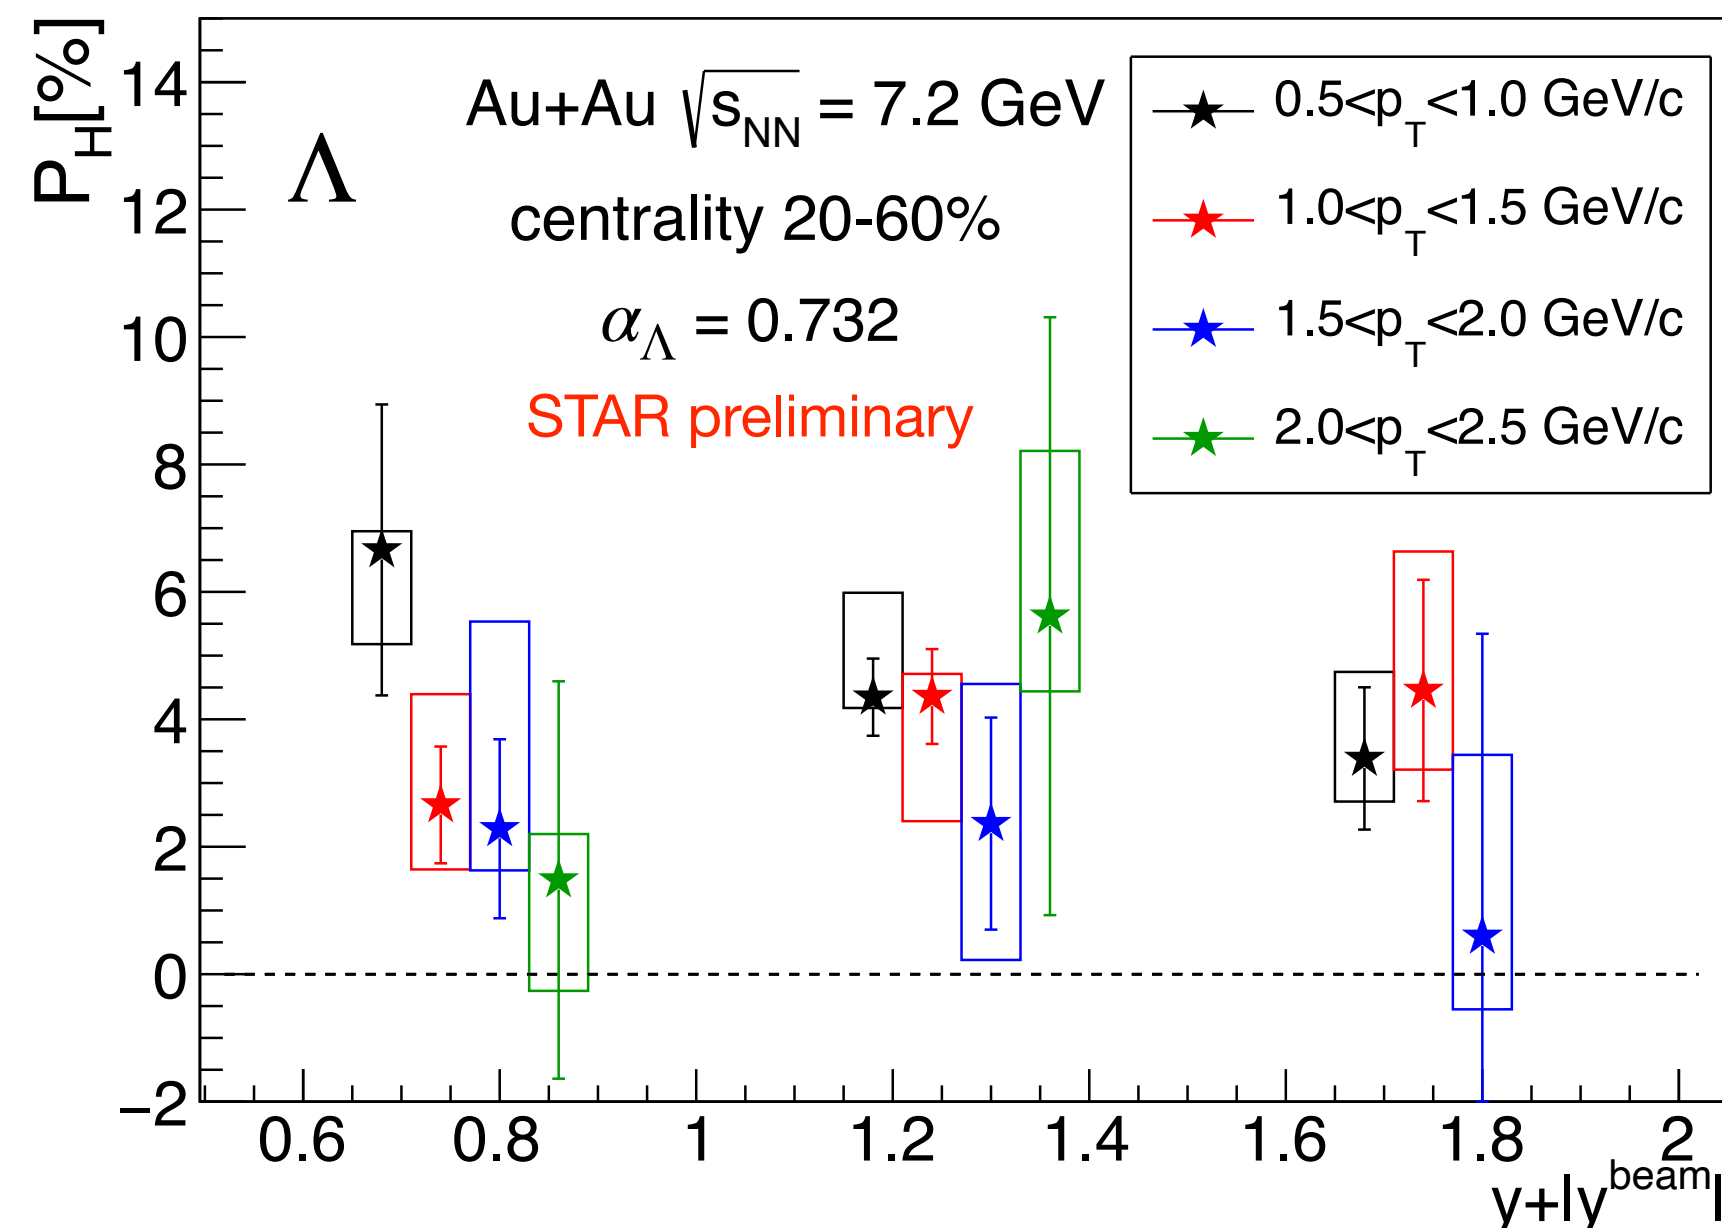 P_H[%]
Λ
Au+Au √s_NN = 7.2 GeV
centrality 20-60%
α_Λ = 0.732
STAR preliminary
0.5<p_T<1.0 GeV/c
1.0<p_T<1.5 GeV/c
1.5<p_T<2.0 GeV/c
2.0<p_T<2.5 GeV/c
14
12
10
8
6
4
2
0
−2
0.6 0.8 1 1.2 1.4 1.6 1.8 2
y+|y^beam|